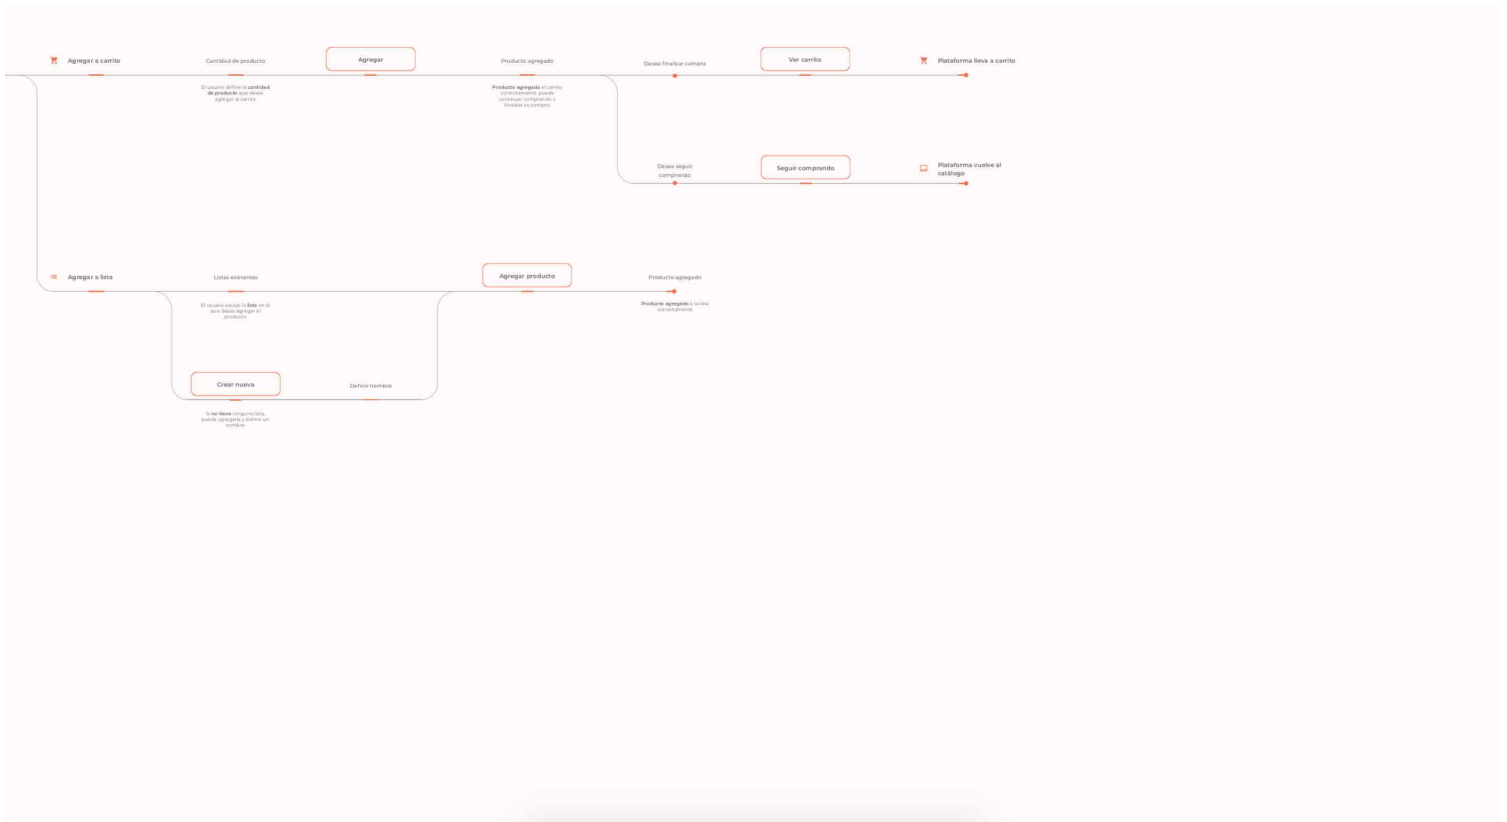 Agregar a carrito
Cantidad de producto
Agregar
Producto agregado
Desea finalizar compra
Ver carrito
Plataforma lleva a carrito
El usuario define la cantidad
de producto que desea
agregar al carrito
Producto agregado al carrito
correctamente, puede
continuar comprando o
finalizar su compra
Desea seguir
comprando
Seguir comprando
Plataforma vuelve al
catálogo
Agregar a lista
Listas existentes
Agregar producto
Producto agregado
El usuario escoje la lista en la
que desea agregar el
producto
Producto agregado a la lista
correctamente
Crear nueva
Definir nombre
Si no tiene ninguna lista,
puede agregarla y definir un
nombre